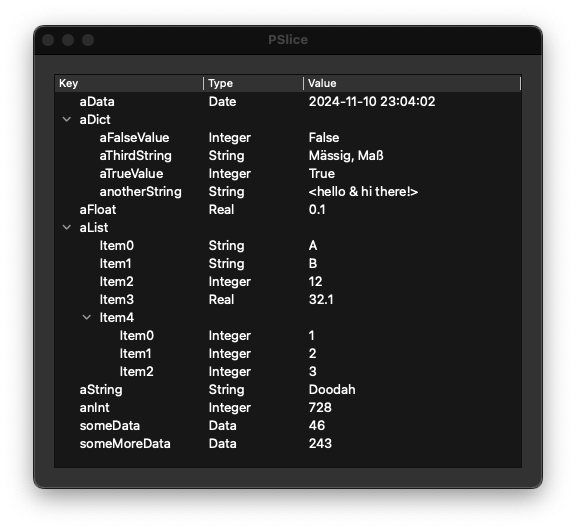 PSlice
Key Type Value
aData Date 2024-11-10 23:04:02
aDict
aFalseValue Integer False
aThirdString String Mässig, Maß
aTrueValue Integer True
anotherString String <hello & hi there!>
aFloat Real 0.1
aList
Item0 String A
Item1 String B
Item2 Integer 12
Item3 Real 32.1
Item4
Item0 Integer 1
Item1 Integer 2
Item2 Integer 3
aString String Doodah
anInt Integer 728
someData Data 46
someMoreData Data 243